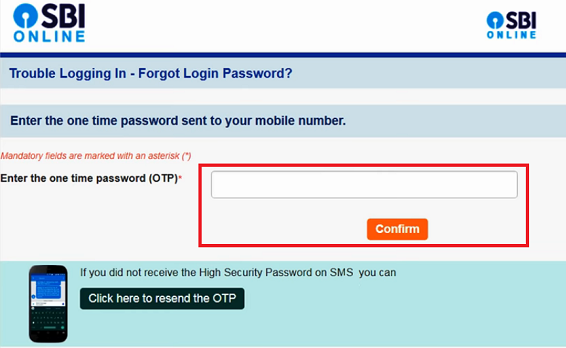 SBI SBI
ONLINE ONLINE
Trouble Logging In - Forgot Login Password?
Enter the one time password sent to your mobile number.
Mandatory fields are marked with an asterisk (*)
Enter the one time password (OTP)*
Confirm
If you did not receive the High Security Password on SMS you can
Click here to resend the OTP